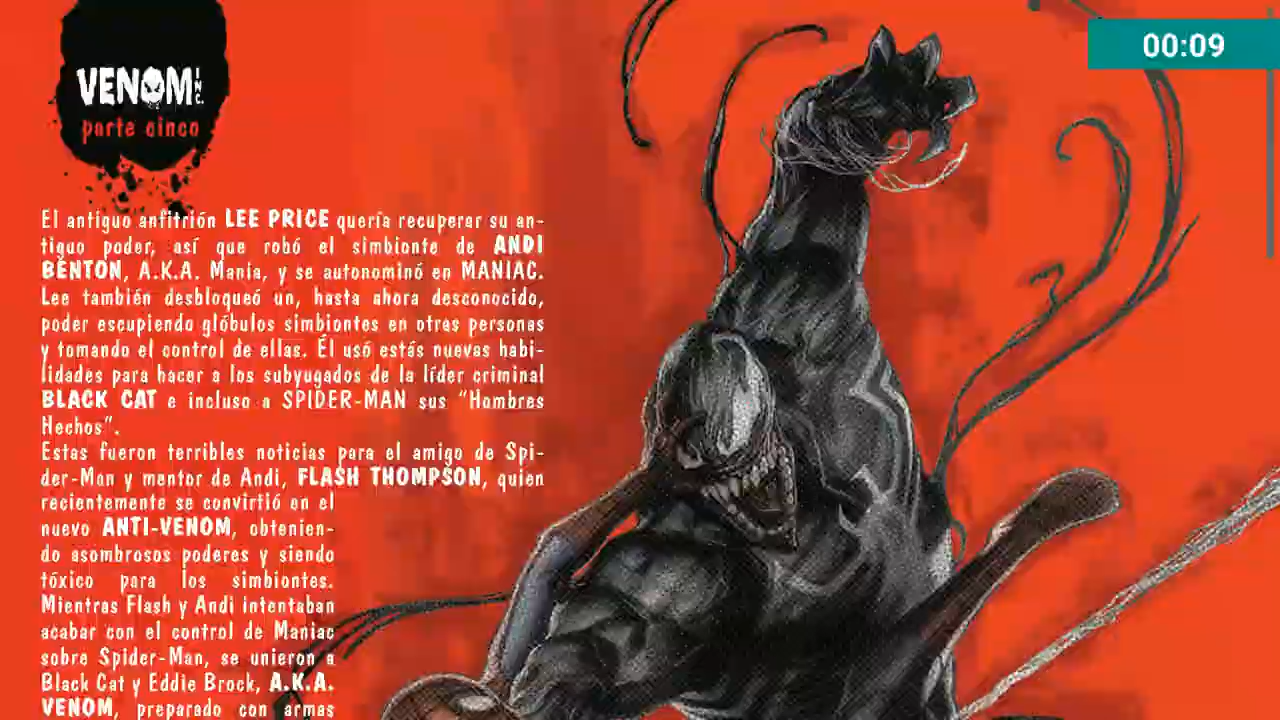 00:09
VENOM INC.
parte cinco
El antiguo anfitrión LEE PRICE quería recuperar su an-
tiguo poder, así que robó el simbionte de ANDI
BENTON, A.K.A. Mania, y se autonominó en MANIAC.
Lee también desbloqueó un, hasta ahora desconocido,
poder escupiendo glóbulos simbiontes en otras personas
y tomando el control de ellas. Él usó estás nuevas habi-
lidades para hacer a los subyugados de la líder criminal
BLACK CAT e incluso a SPIDER-MAN sus “Hombres
Hechos”.
Estas fueron terribles noticias para el amigo de Spi-
der-Man y mentor de Andi, FLASH THOMPSON, quien
recientemente se convirtió en el
nuevo ANTI-VENOM, obtenien-
do asombrosos poderes y siendo
tóxico para los simbiontes.
Mientras Flash y Andi intentaban
acabar con el control de Maniac
sobre Spider-Man, se unieron a
Black Cat y Eddie Brock, A.K.A.
VENOM, preparado con armas